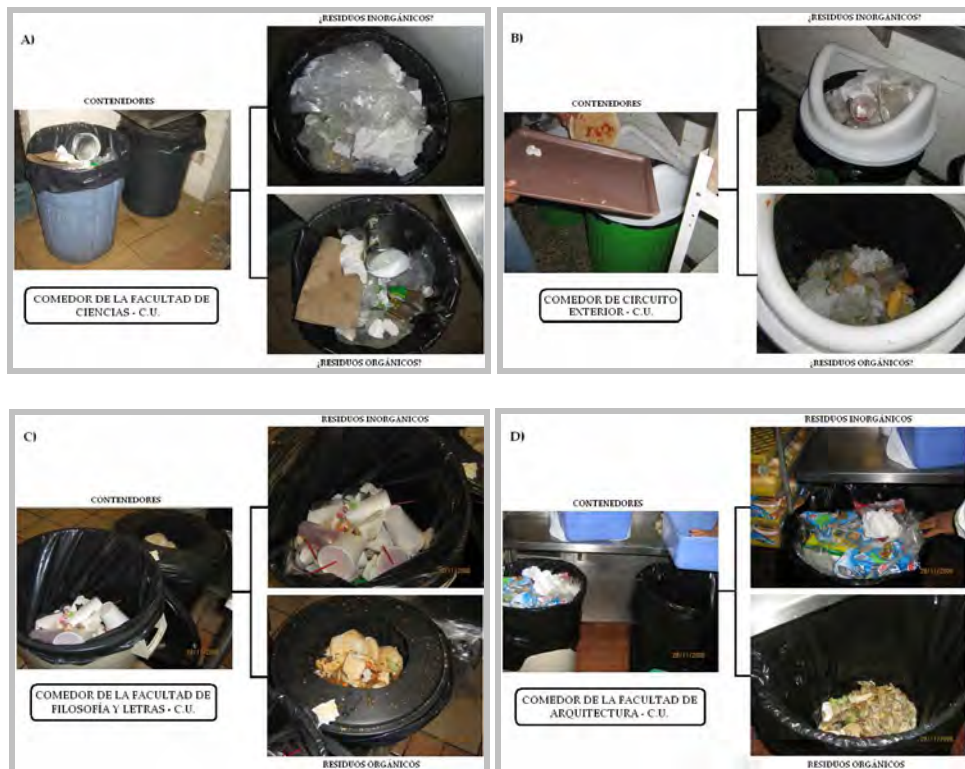 A)
¿RESIDUOS INORGÁNICOS?
CONTENEDORES
COMEDOR DE LA FACULTAD DE
CIENCIAS - C.U.
¿RESIDUOS ORGÁNICOS?
B)
¿RESIDUOS INORGÁNICOS?
CONTENEDORES
COMEDOR DE CIRCUITO
EXTERIOR - C.U.
¿RESIDUOS ORGÁNICOS?
C)
RESIDUOS INORGÁNICOS
CONTENEDORES
COMEDOR DE LA FACULTAD DE
FILOSOFÍA Y LETRAS - C.U.
RESIDUOS ORGÁNICOS
D)
RESIDUOS INORGÁNICOS
CONTENEDORES
COMEDOR DE LA FACULTAD DE
ARQUITECTURA - C.U.
RESIDUOS ORGÁNICOS